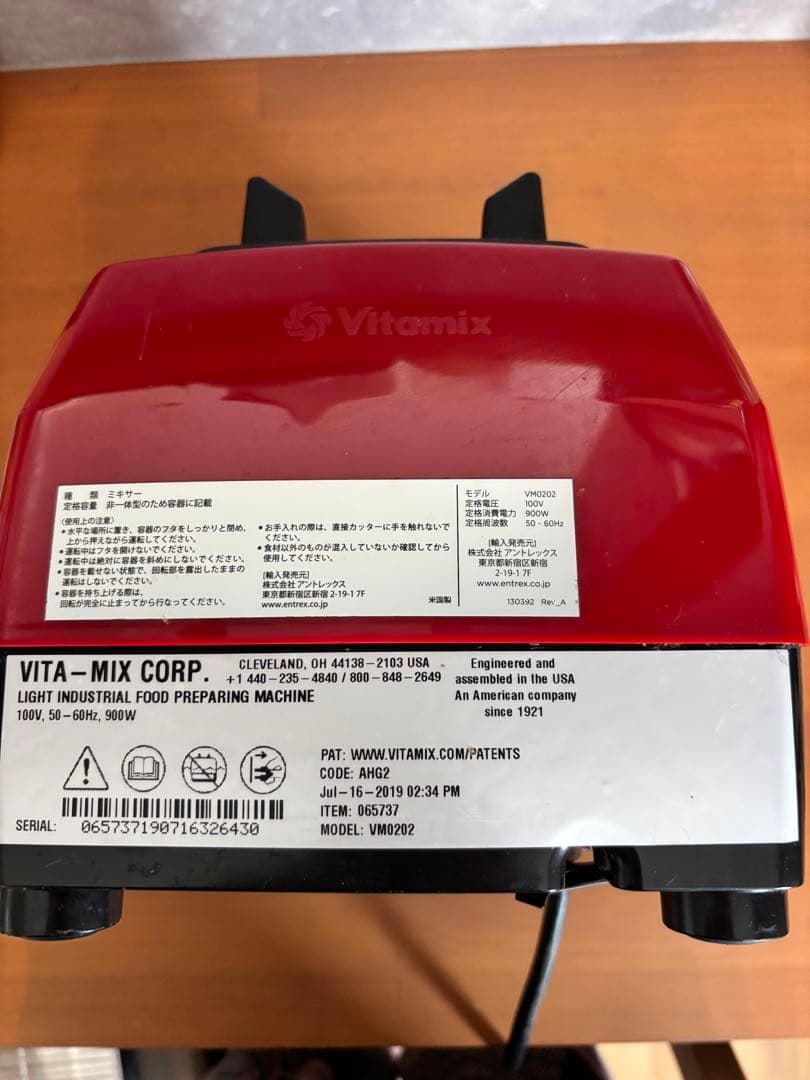 Vitamix
種 類 ミキサー
定格容量 非一体型のため容器に記載
〈使用上の注意〉
●水平な場所に置き、容器のフタをしっかりと閉め、
上から押えながら運転してください。
●運転中はフタを開けないでください。
●運転中は絶対に容器を斜めにしないでください。
●容器を載せない状態で、回転部を露出したままの
運転はしないでください。
●容器を持ち上げる際は、
回転が完全に止まってから行なってください。
●お手入れの際は、直接カッターに手を触れないで
ください。
●食材以外のものが混入していないか確認してから
使用してください。
[輸入発売元]
株式会社 アントレックス
東京都新宿区新宿 2-19-1 7F
www.entrex.co.jp
米国製
モデル VM0202
定格電圧 100V
定格消費電力 900W
定格周波数 50 - 60Hz
[輸入発売元]
株式会社 アントレックス
東京都新宿区新宿
2-19-1 7F
www.entrex.co.jp
130392 Rev_A
VITA-MIX CORP.
CLEVELAND, OH 44138-2103 USA
+1 440-235-4840 / 800-848-2649
LIGHT INDUSTRIAL FOOD PREPARING MACHINE
100V, 50-60Hz, 900W
Engineered and
assembled in the USA
An American company
since 1921
PAT: WWW.VITAMIX.COM/PATENTS
CODE: AHG2
Jul-16-2019 02:34 PM
ITEM: 065737
MODEL: VM0202
SERIAL: 065737190716326430